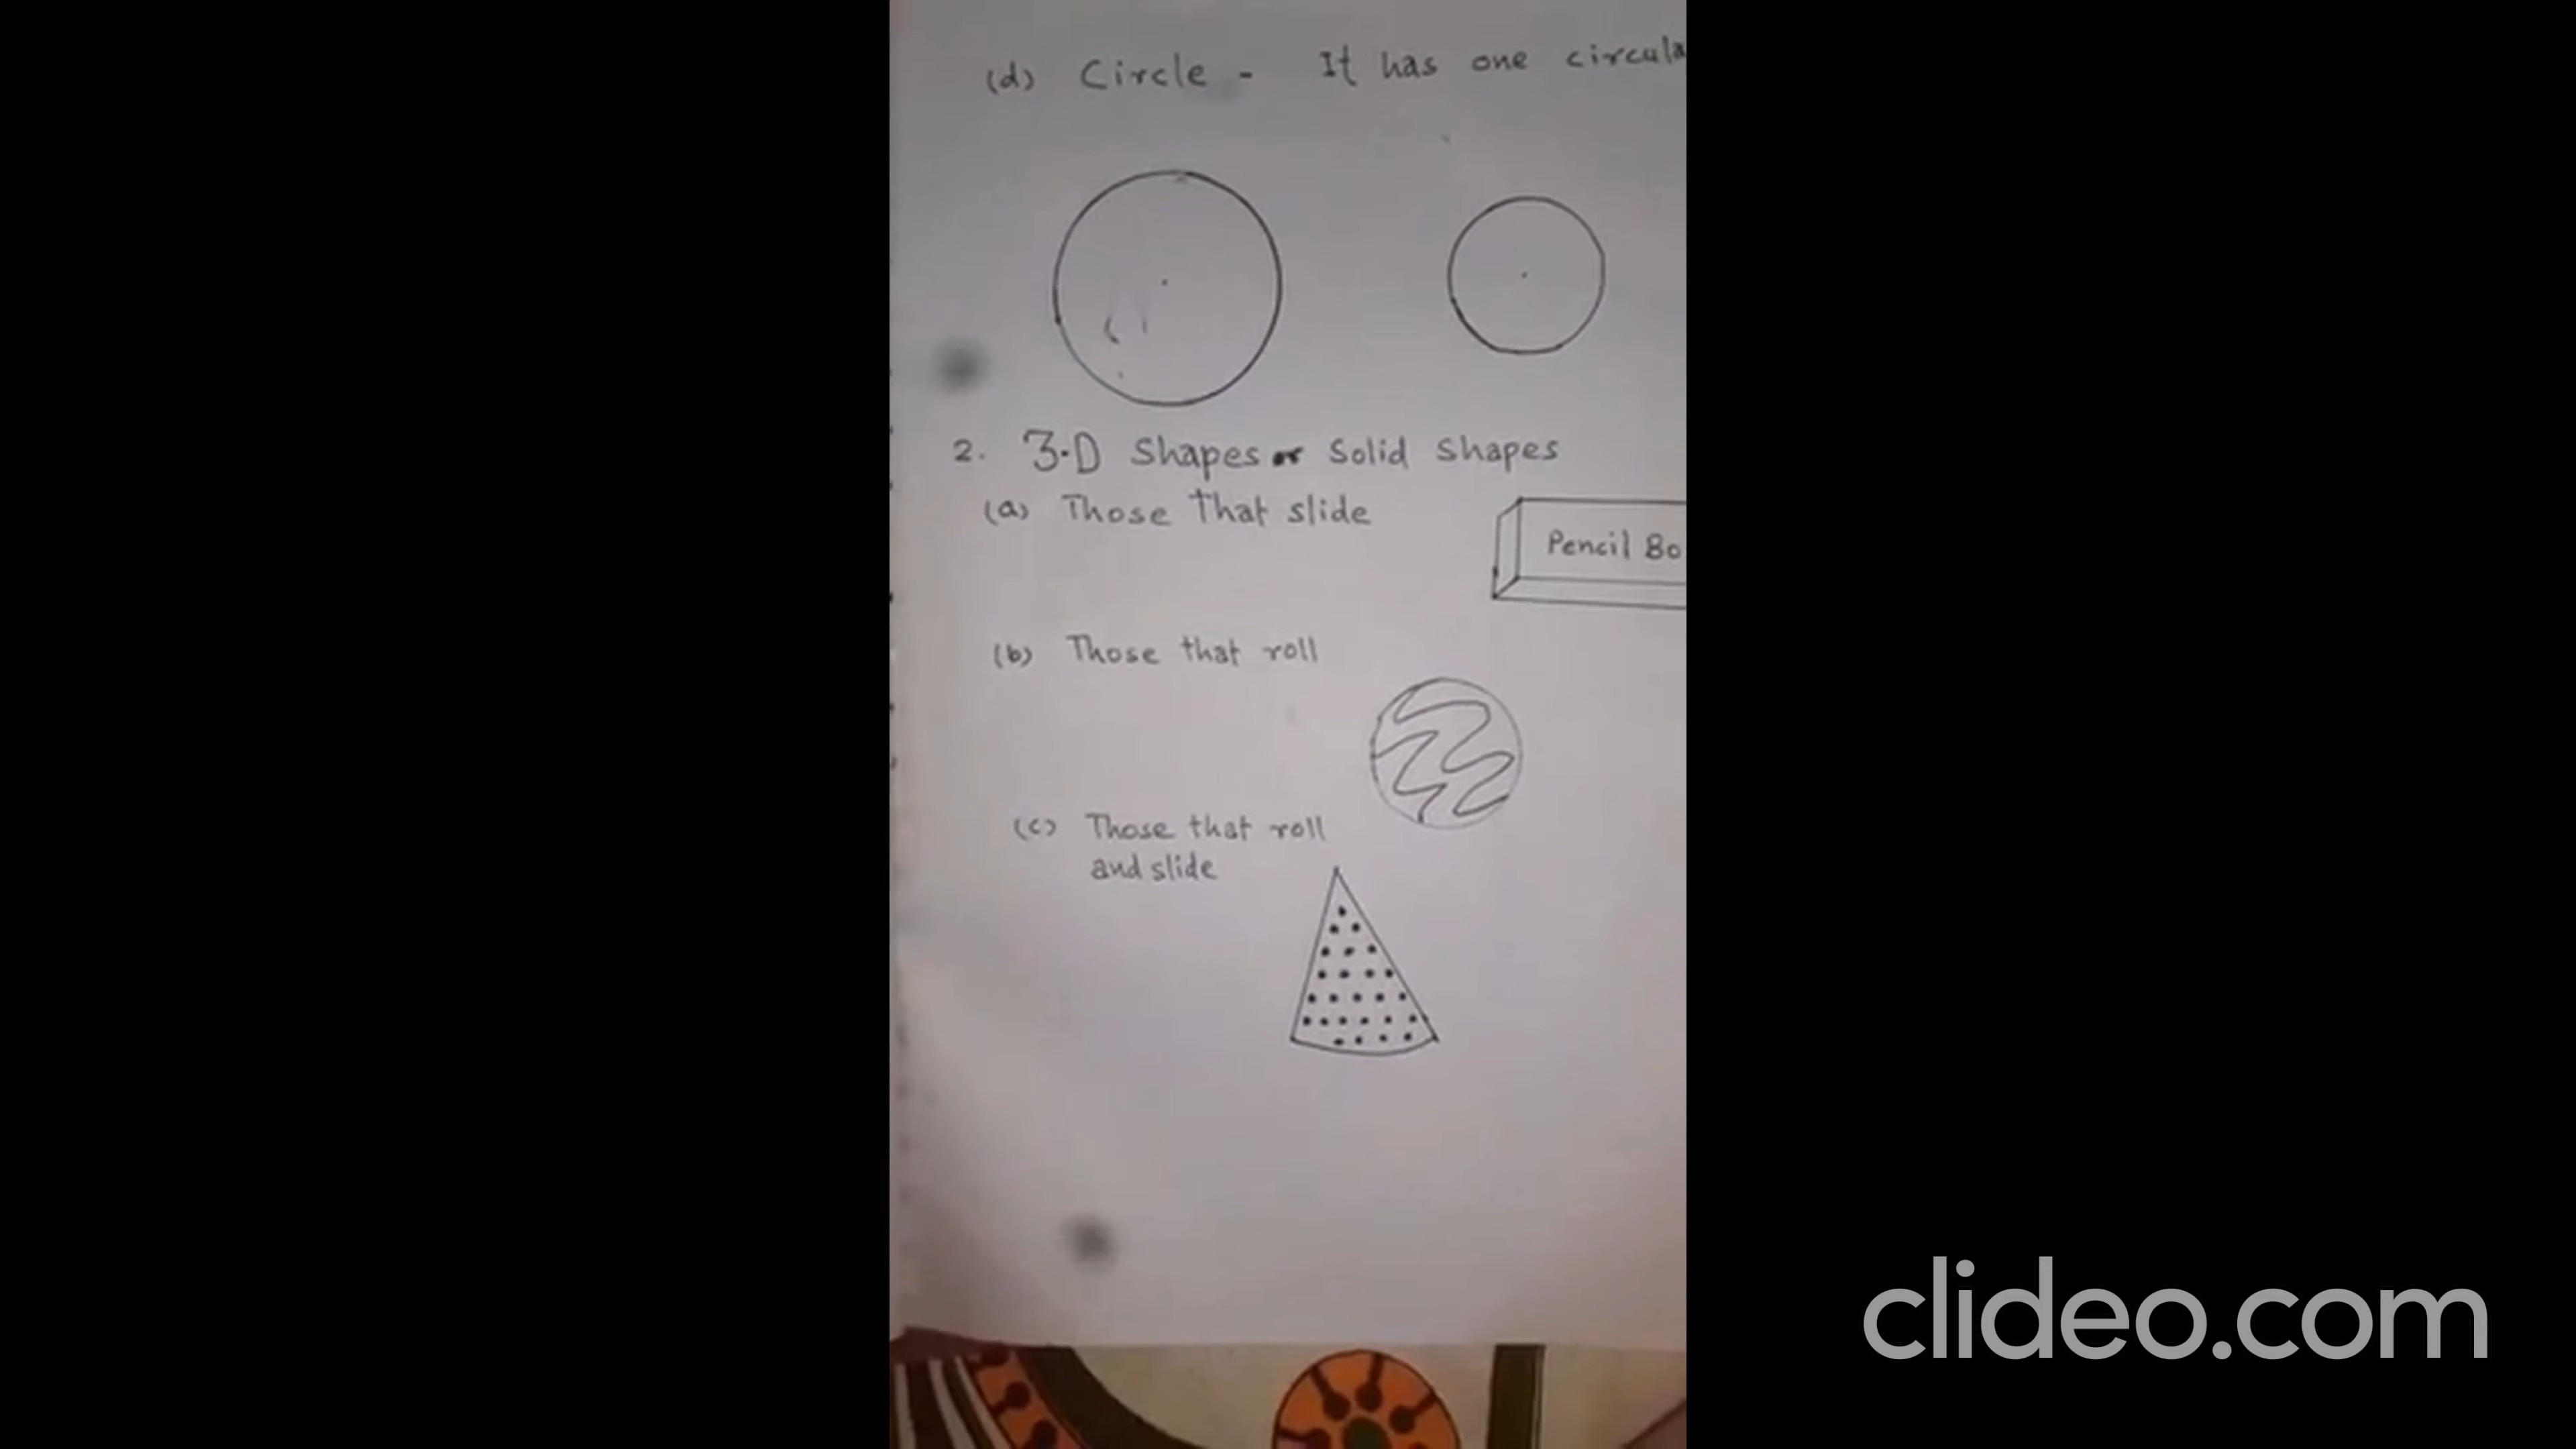 (d) Circle - It has one circula
2. 3-D Shapes or Solid Shapes
(a) Those That slide
Pencil Bo
(b) Those that roll
(c) Those that roll
and slide
clideo.com